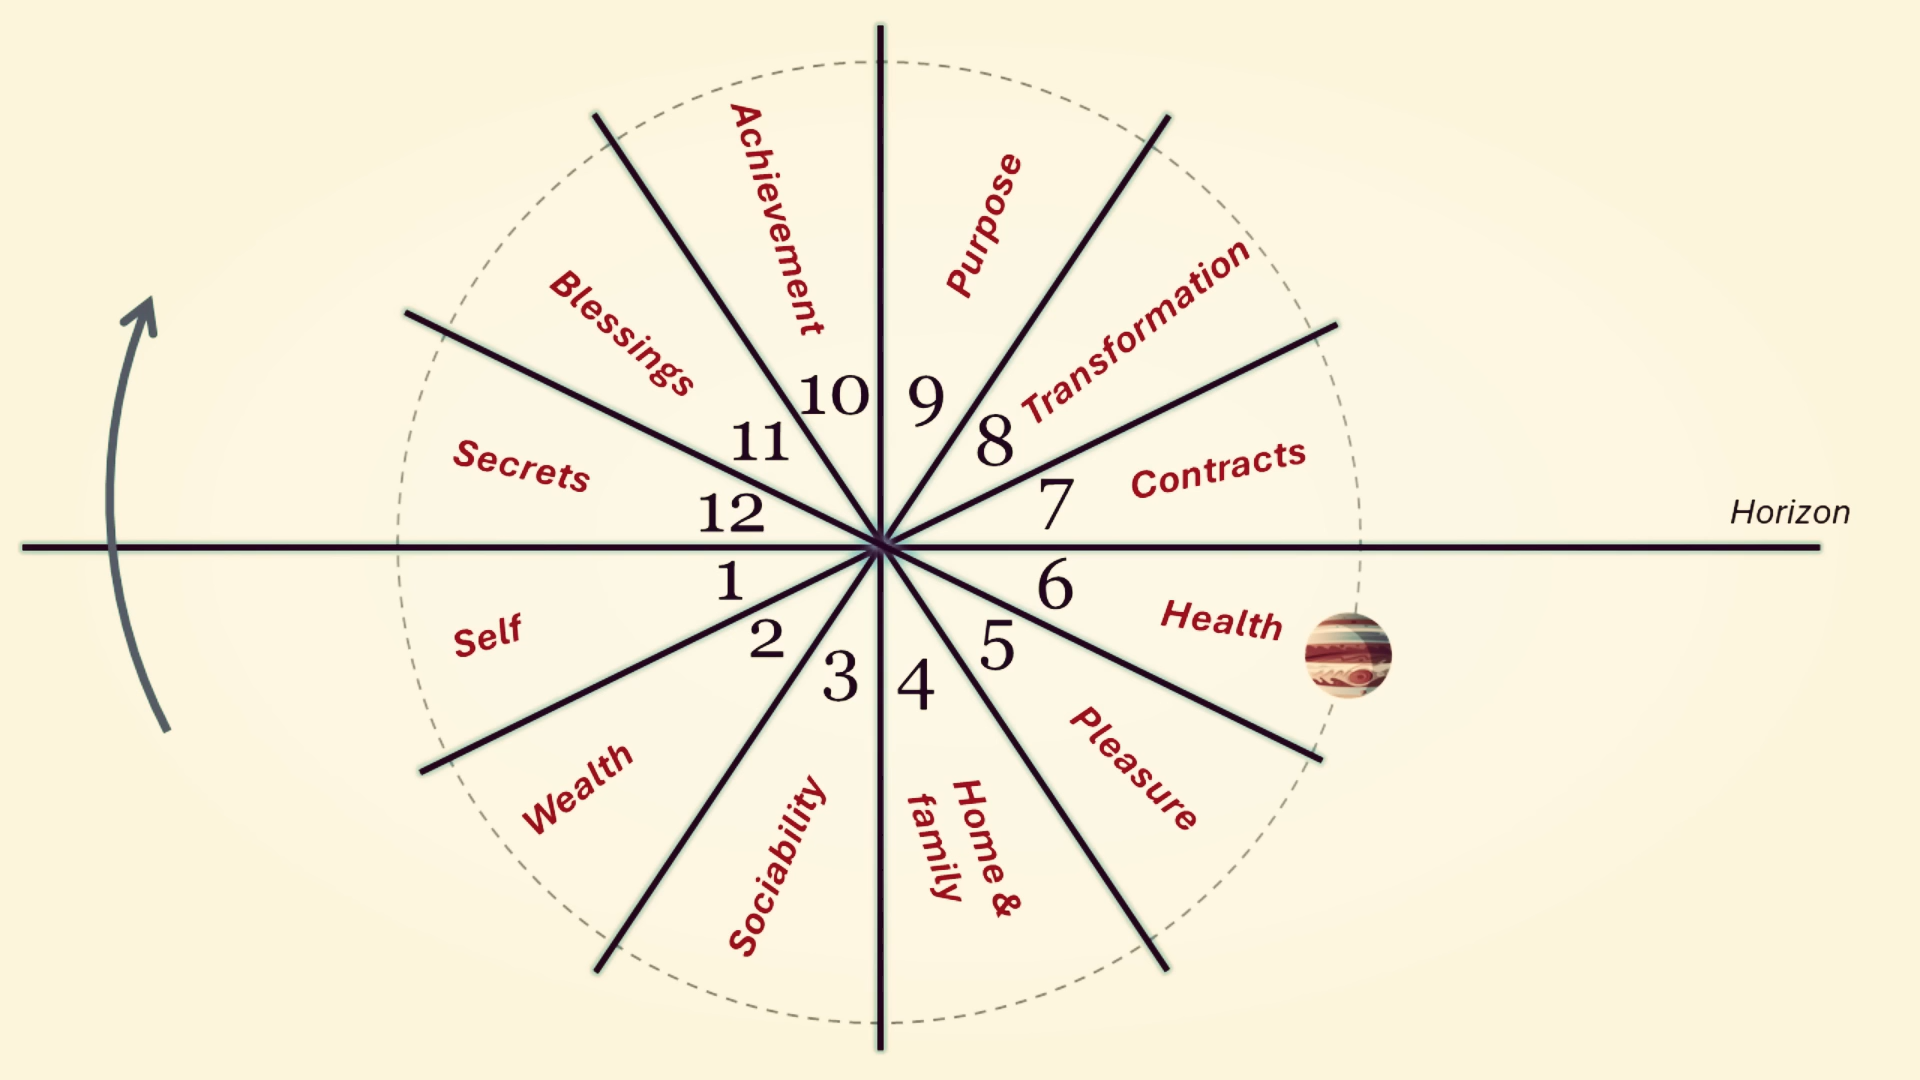 Achievement
Purpose
Blessings
Transformation
10
9
11
8
Secrets
Contracts
12
7
Horizon
1
6
Self
Health
2
5
3
4
Wealth
Pleasure
Sociability
Home &
family